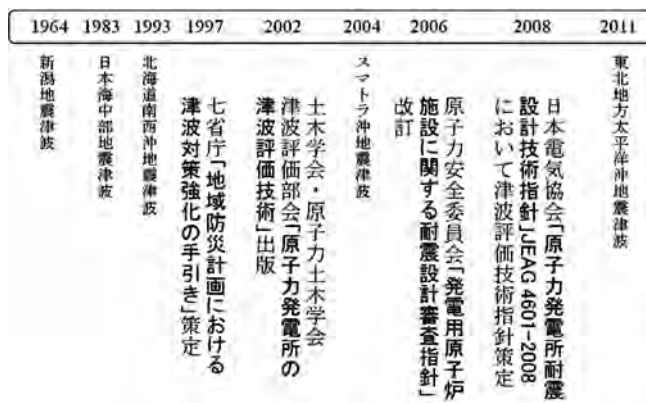 1964 1983 1993 1997 2002 2004 2006 2008 2011
新潟地震津波
日本海中部地震津波
北海道南西沖地震津波
七省庁「地域防災計画における
津波対策強化の手引き」策定
土木学会・原子力土木学会
津波評価部会「原子力発電所の
津波評価技術」出版
スマトラ沖地震津波
原子力安全委員会「発電用原子炉
施設に関する耐震設計審査指針」
改訂
日本電気協会「原子力発電所耐震
設計技術指針」JEAG 4601-2008
において津波評価技術指針策定
東北地方太平洋沖地震津波